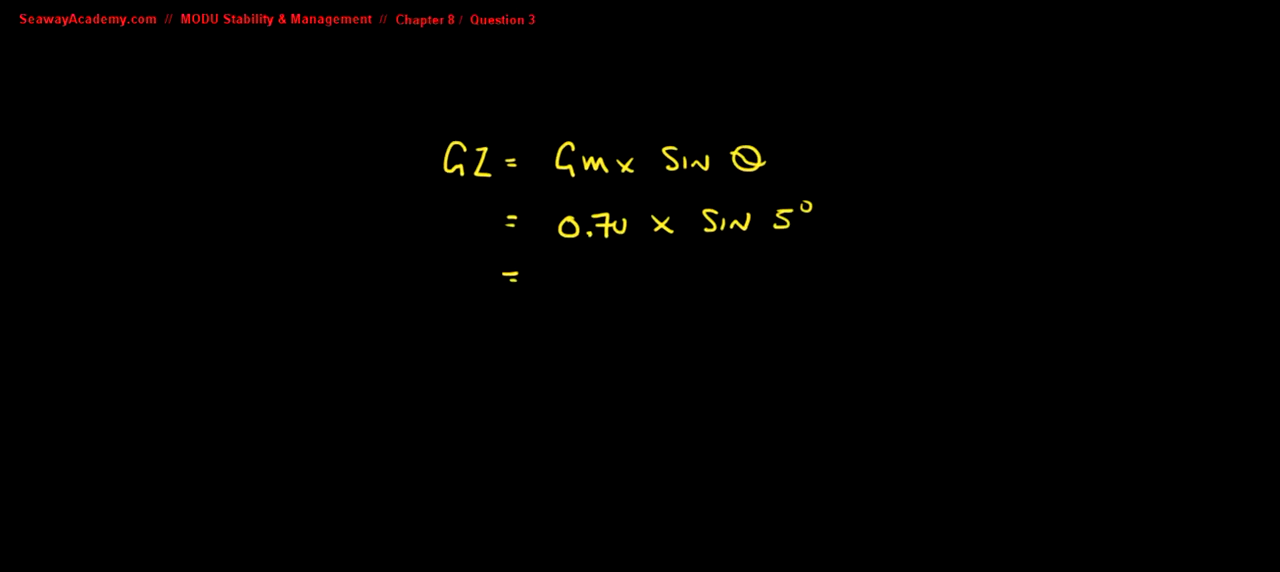 SeawayAcademy.com // MODU Stability & Management // Chapter 8 / Question 3
GZ = Gm x SIN θ
= 0.70 x SIN 5°
=